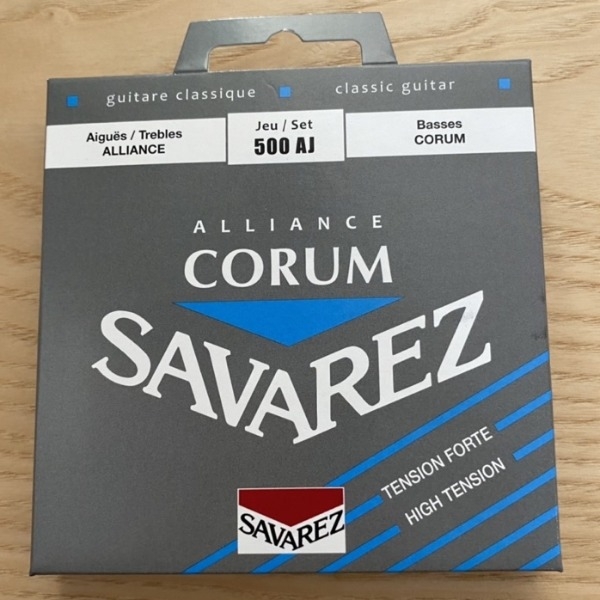 guitare classique classic guitar
Aiguës / Trebles
ALLIANCE
Jeu / Set
500 AJ
Basses
CORUM
ALLIANCE
CORUM
SAVAREZ
TENSION FORTE
HIGH TENSION
SAVAREZ